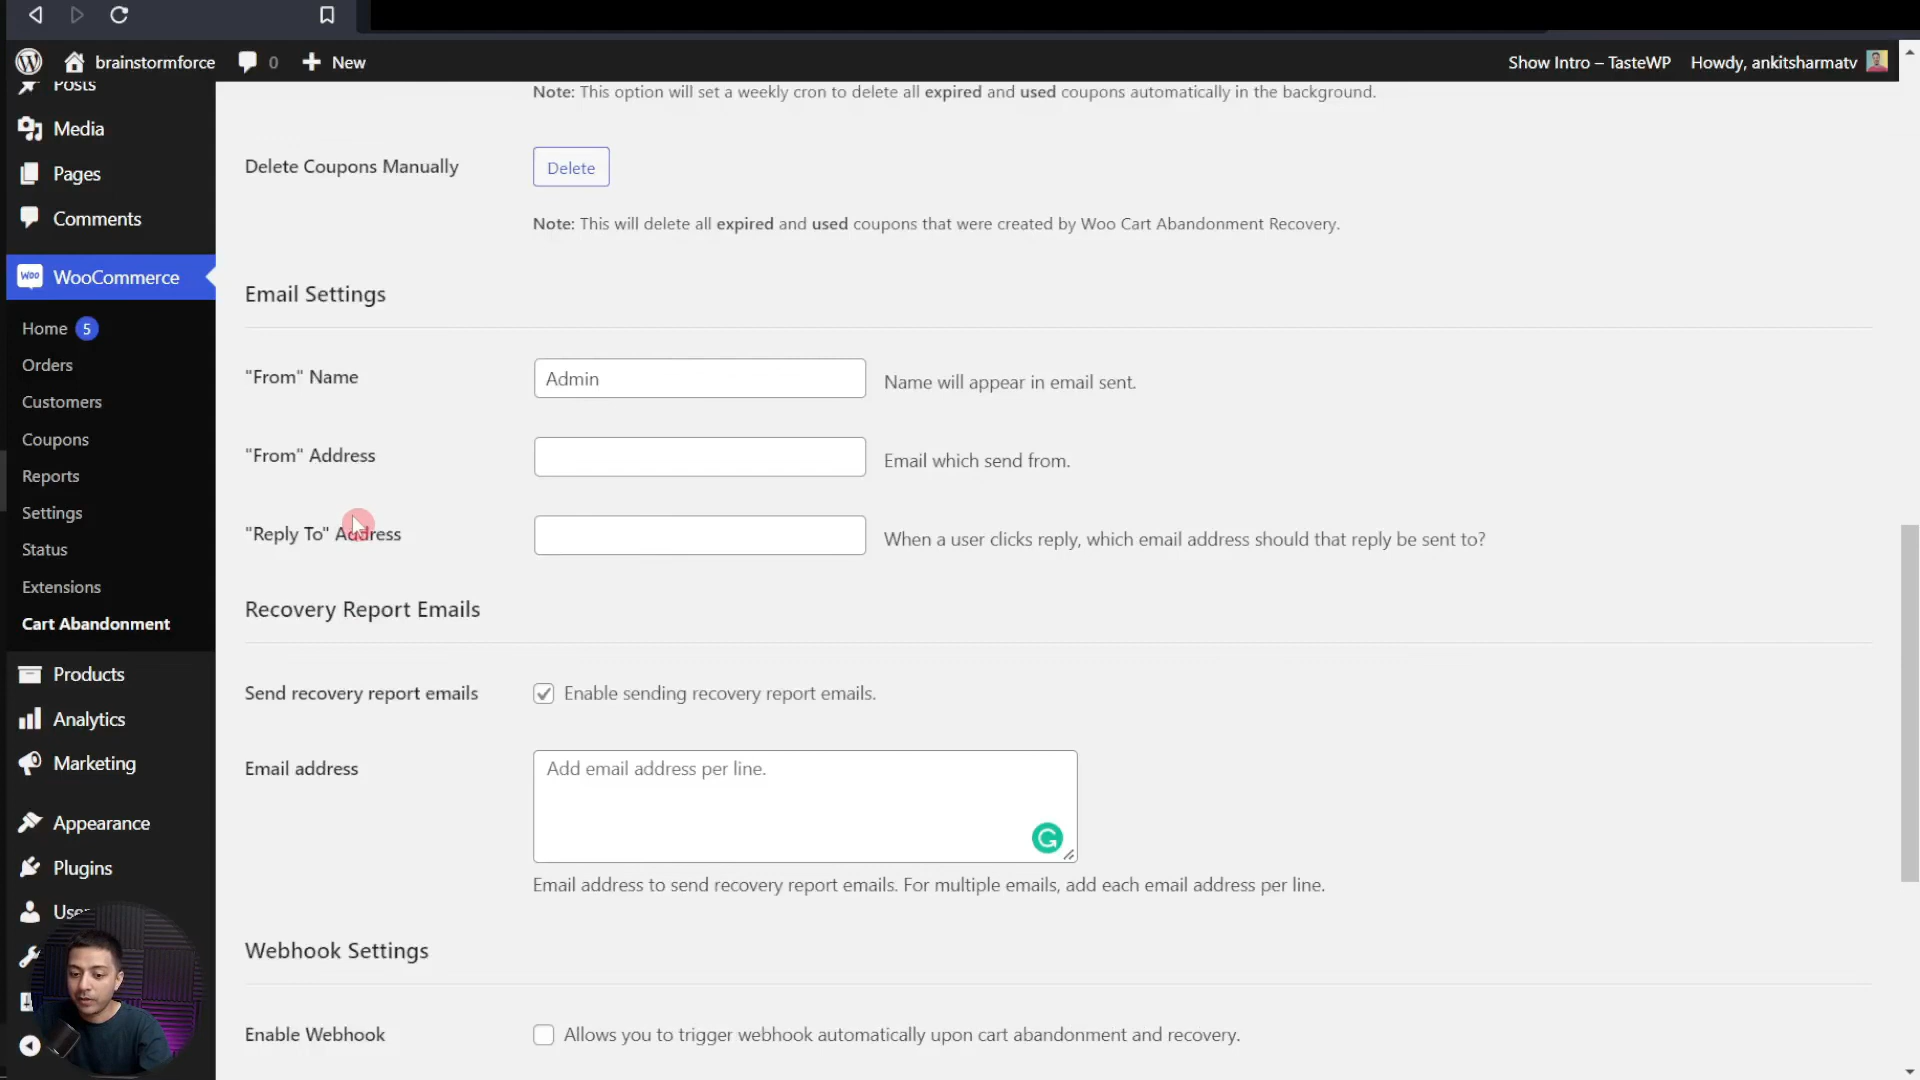 brainstormforce
0
New
Show Intro – TasteWP
Howdy, ankitsharmatv
Posts
Media
Pages
Comments
Woo
WooCommerce
Home 5
Orders
Customers
Coupons
Reports
Settings
Status
Extensions
Cart Abandonment
Products
Analytics
Marketing
Appearance
Plugins
Note: This option will set a weekly cron to delete all expired and used coupons automatically in the background.
Delete Coupons Manually
Delete
Note: This will delete all expired and used coupons that were created by Woo Cart Abandonment Recovery.
Email Settings
"From" Name
Admin
Name will appear in email sent.
"From" Address
Email which send from.
"Reply To" Address
When a user clicks reply, which email address should that reply be sent to?
Recovery Report Emails
Send recovery report emails
Enable sending recovery report emails.
Email address
Add email address per line.
Email address to send recovery report emails. For multiple emails, add each email address per line.
Webhook Settings
Enable Webhook
Allows you to trigger webhook automatically upon cart abandonment and recovery.